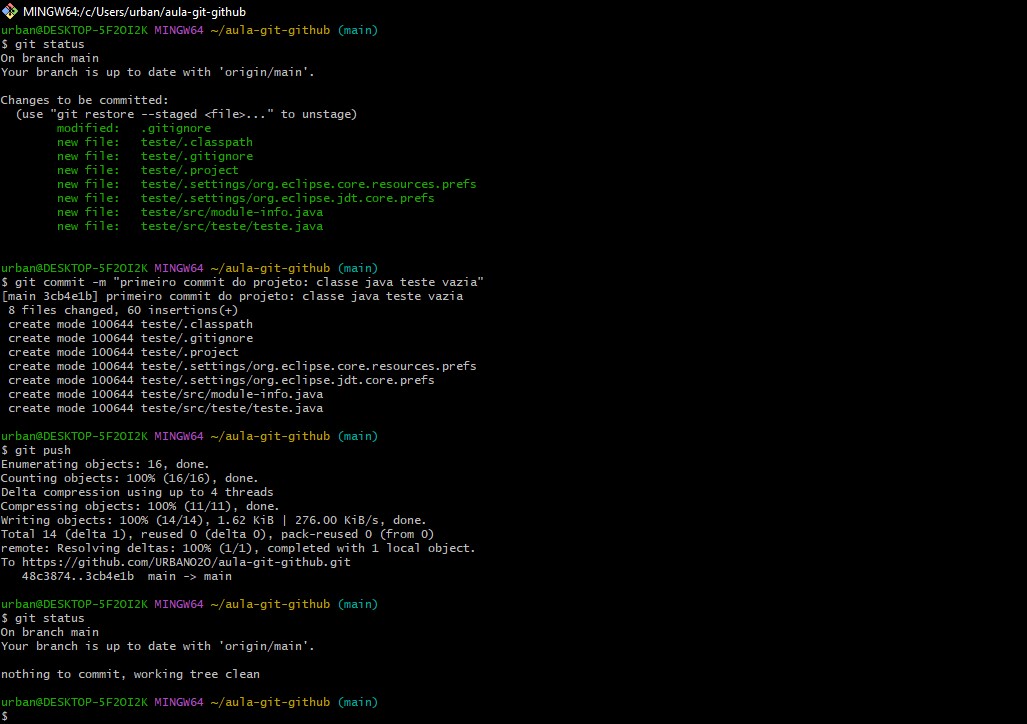 MINGW64:/c/Users/urban/aula-git-github
urban@DESKTOP-5F2OI2K MINGW64 ~/aula-git-github (main)
$ git status
On branch main
Your branch is up to date with 'origin/main'.
Changes to be committed:
  (use "git restore --staged <file>..." to unstage)
        modified:   .gitignore
        new file:   teste/.classpath
        new file:   teste/.gitignore
        new file:   teste/.project
        new file:   teste/.settings/org.eclipse.core.resources.prefs
        new file:   teste/.settings/org.eclipse.jdt.core.prefs
        new file:   teste/src/module-info.java
        new file:   teste/src/teste/teste.java
urban@DESKTOP-5F2OI2K MINGW64 ~/aula-git-github (main)
$ git commit -m "primeiro commit do projeto: classe java teste vazia"
[main 3cb4e1b] primeiro commit do projeto: classe java teste vazia
 8 files changed, 60 insertions(+)
 create mode 100644 teste/.classpath
 create mode 100644 teste/.gitignore
 create mode 100644 teste/.project
 create mode 100644 teste/.settings/org.eclipse.core.resources.prefs
 create mode 100644 teste/.settings/org.eclipse.jdt.core.prefs
 create mode 100644 teste/src/module-info.java
 create mode 100644 teste/src/teste/teste.java
urban@DESKTOP-5F2OI2K MINGW64 ~/aula-git-github (main)
$ git push
Enumerating objects: 16, done.
Counting objects: 100% (16/16), done.
Delta compression using up to 4 threads
Compressing objects: 100% (11/11), done.
Writing objects: 100% (14/14), 1.62 KiB | 276.00 KiB/s, done.
Total 14 (delta 1), reused 0 (delta 0), pack-reused 0 (from 0)
remote: Resolving deltas: 100% (1/1), completed with 1 local object.
To https://github.com/URBANO2O/aula-git-github.git
   48c3874..3cb4e1b  main -> main
urban@DESKTOP-5F2OI2K MINGW64 ~/aula-git-github (main)
$ git status
On branch main
Your branch is up to date with 'origin/main'.
nothing to commit, working tree clean
urban@DESKTOP-5F2OI2K MINGW64 ~/aula-git-github (main)
$